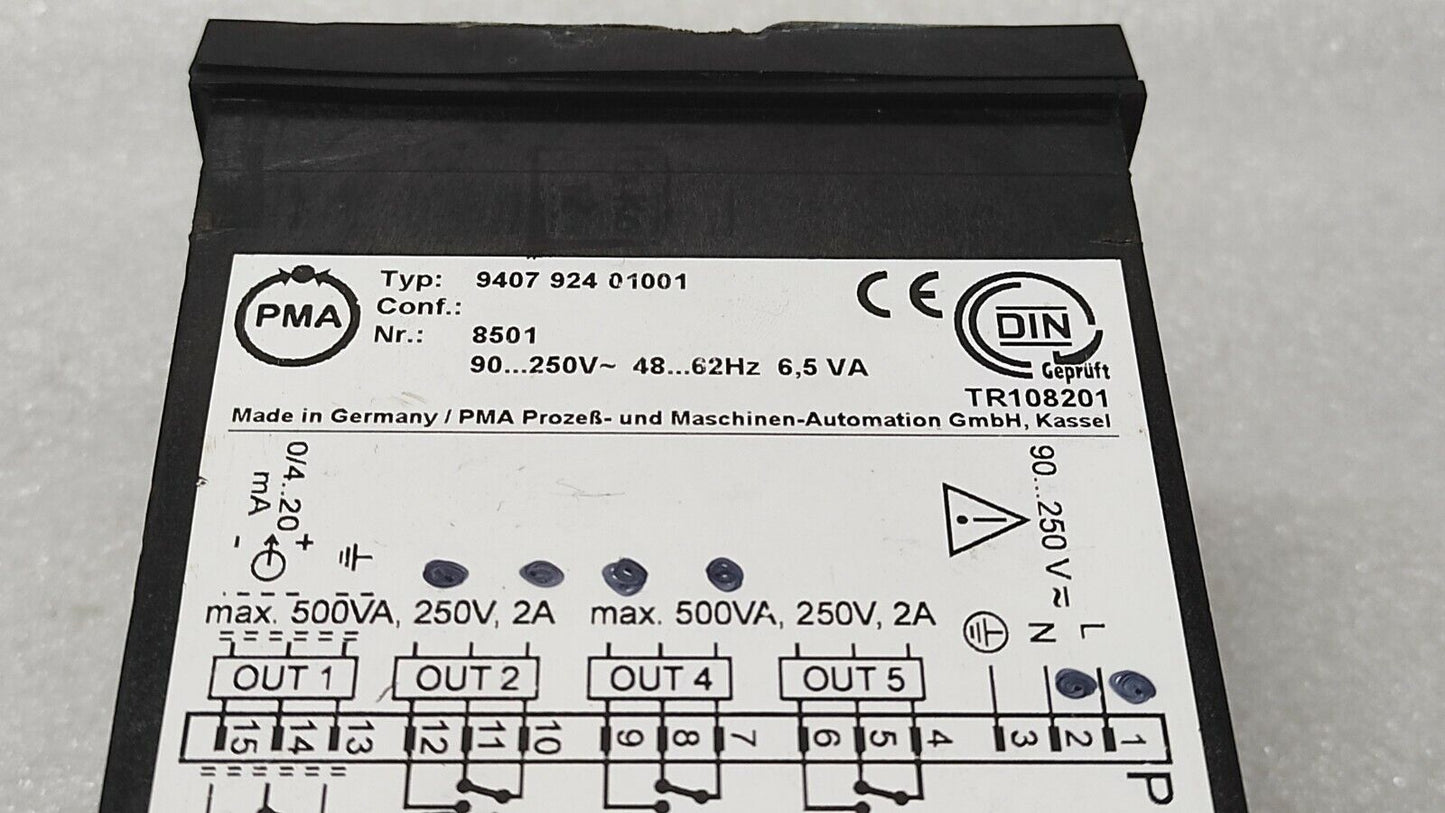 PMA
Typ: 9407 924 01001
Conf.:
Nr.: 8501
90...250V~ 48...62Hz 6,5 VA
CE
DIN
Geprüft
TR108201
Made in Germany / PMA Prozeß- und Maschinen-Automation GmbH, Kassel
0/4..20
mA
+
-
90...250 V ≂
N
L
max. 500VA, 250V, 2A max. 500VA, 250V, 2A
OUT 1 OUT 2 OUT 4 OUT 5
15 14 13 12 11 10 9 8 7 6 5 4 3 2 1
P